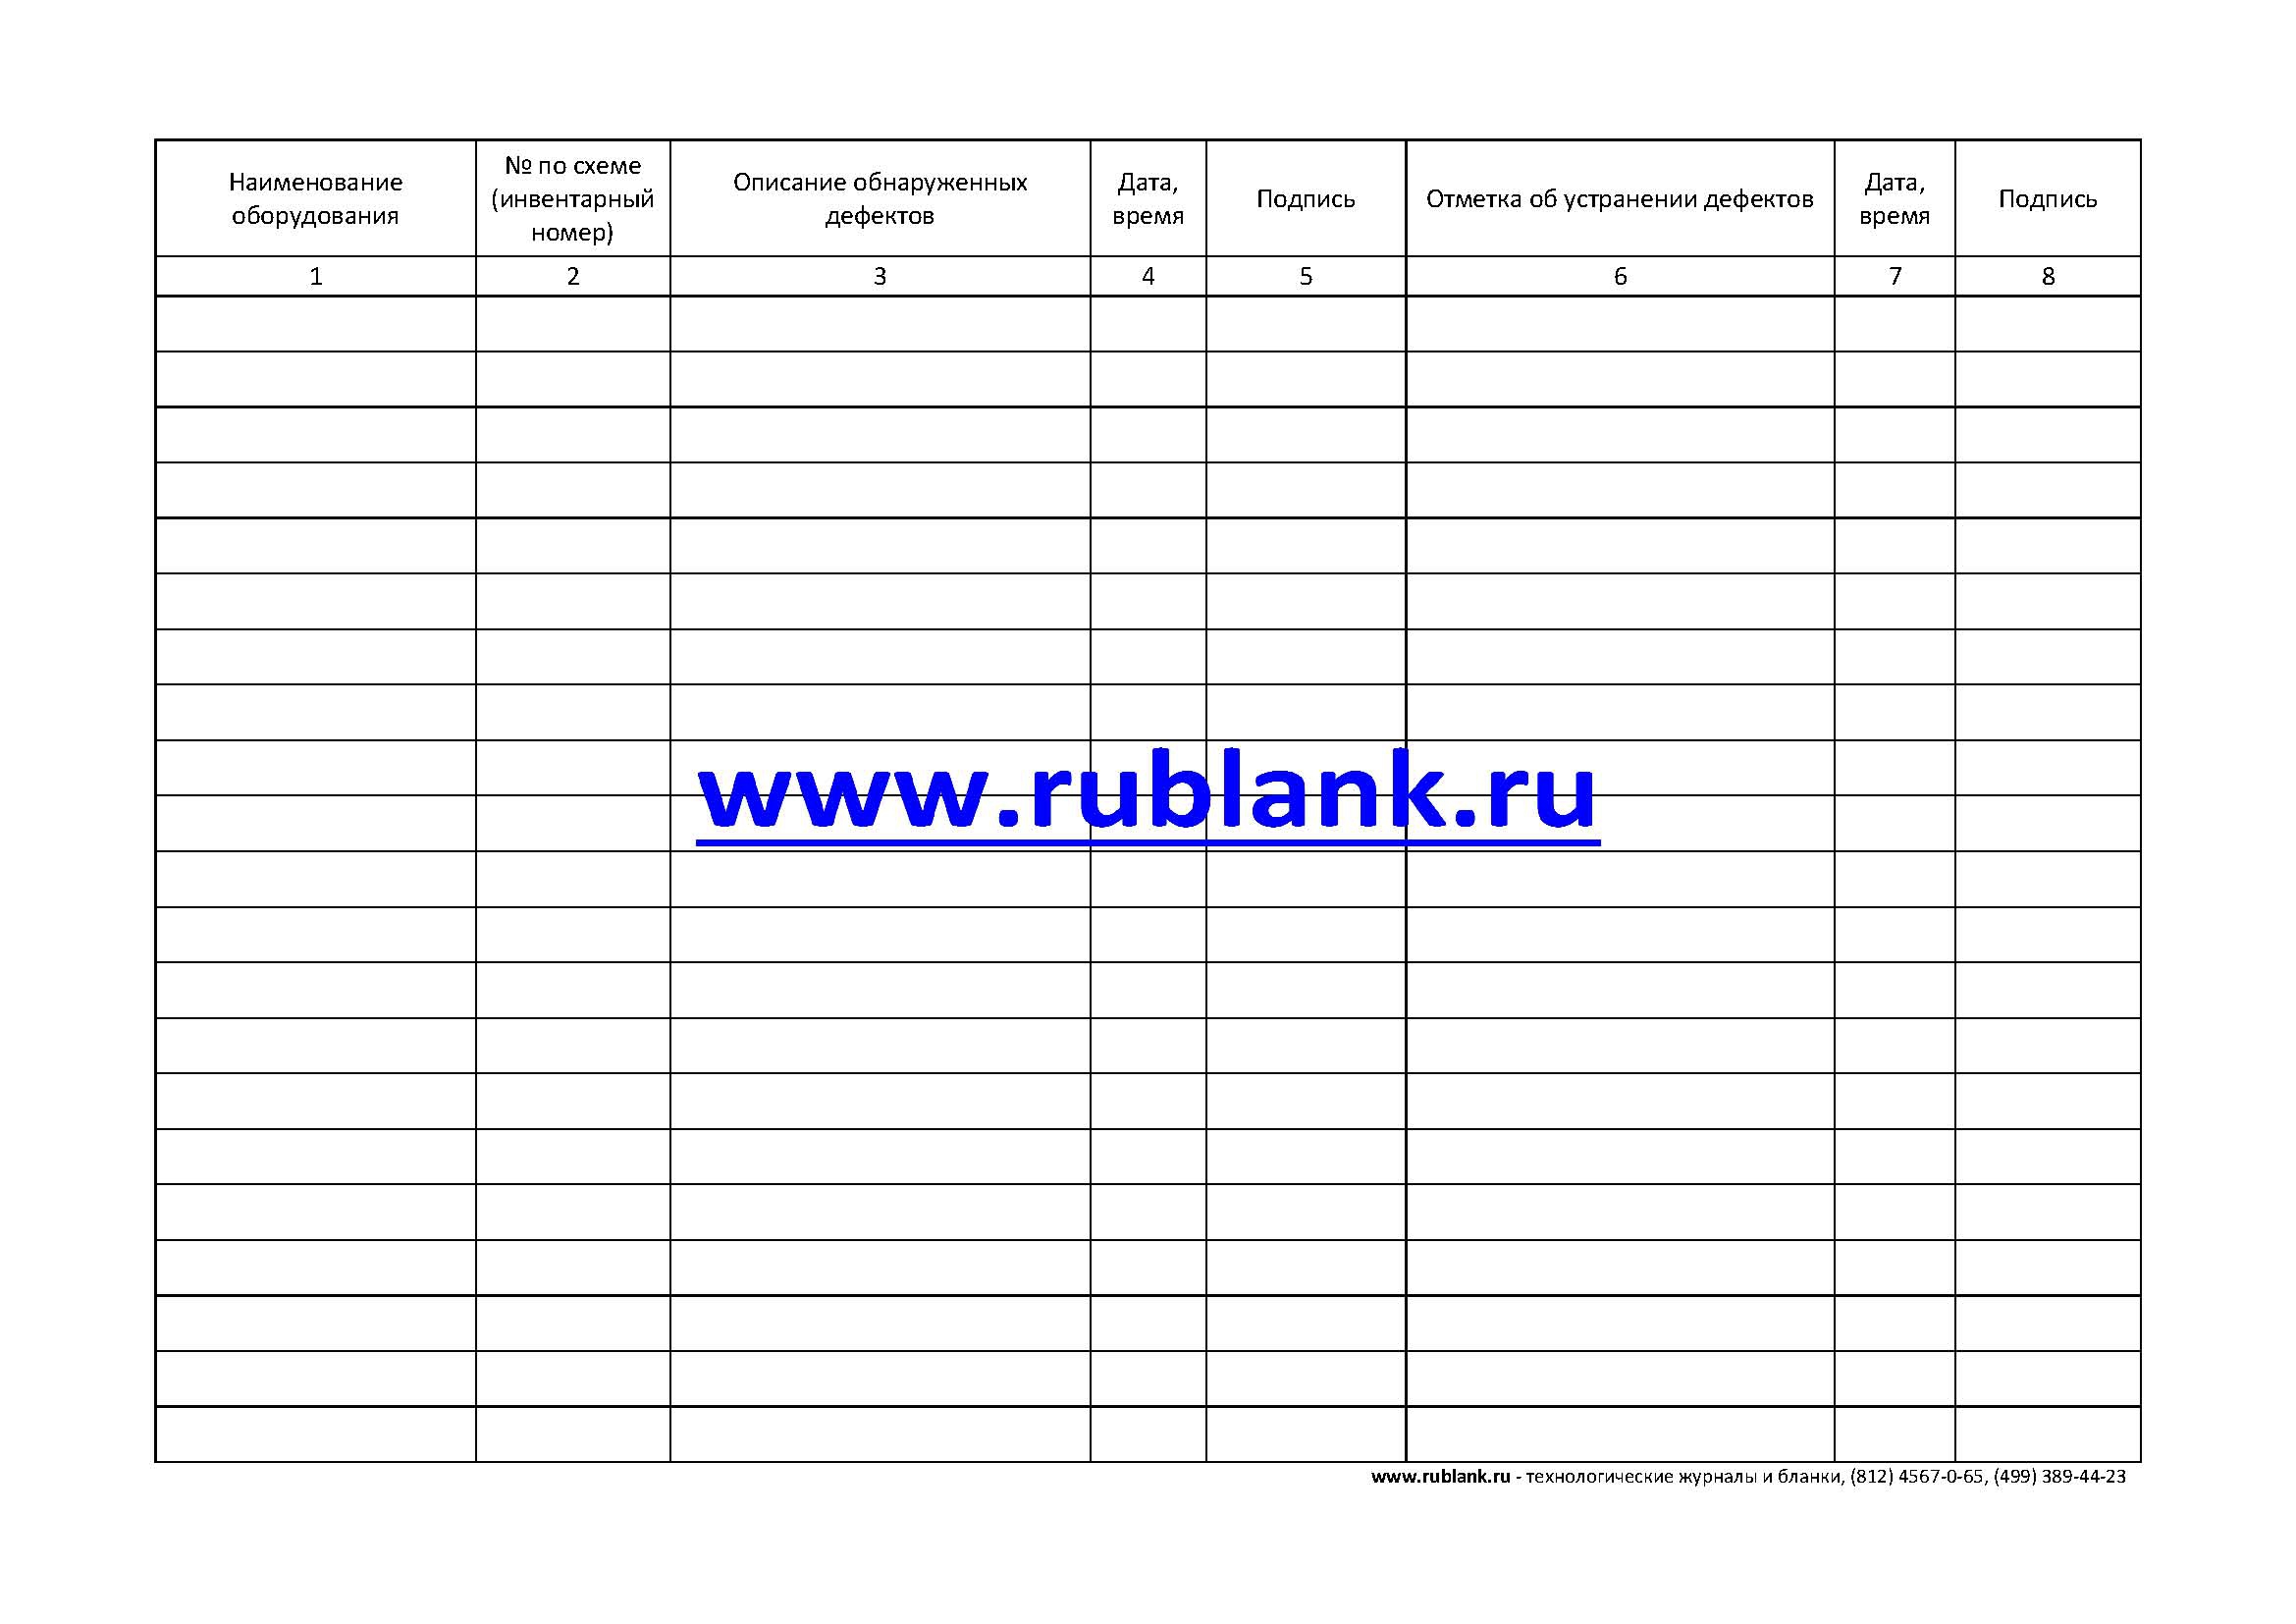 Наименование
оборудования
№ по схеме
(инвентарный
номер)
Описание обнаруженных
дефектов
Дата,
время
Подпись
Отметка об устранении дефектов
Дата,
время
Подпись
1 2 3 4 5 6 7 8
www.rublank.ru
www.rublank.ru - технологические журналы и бланки, (812) 4567-0-65, (499) 389-44-23